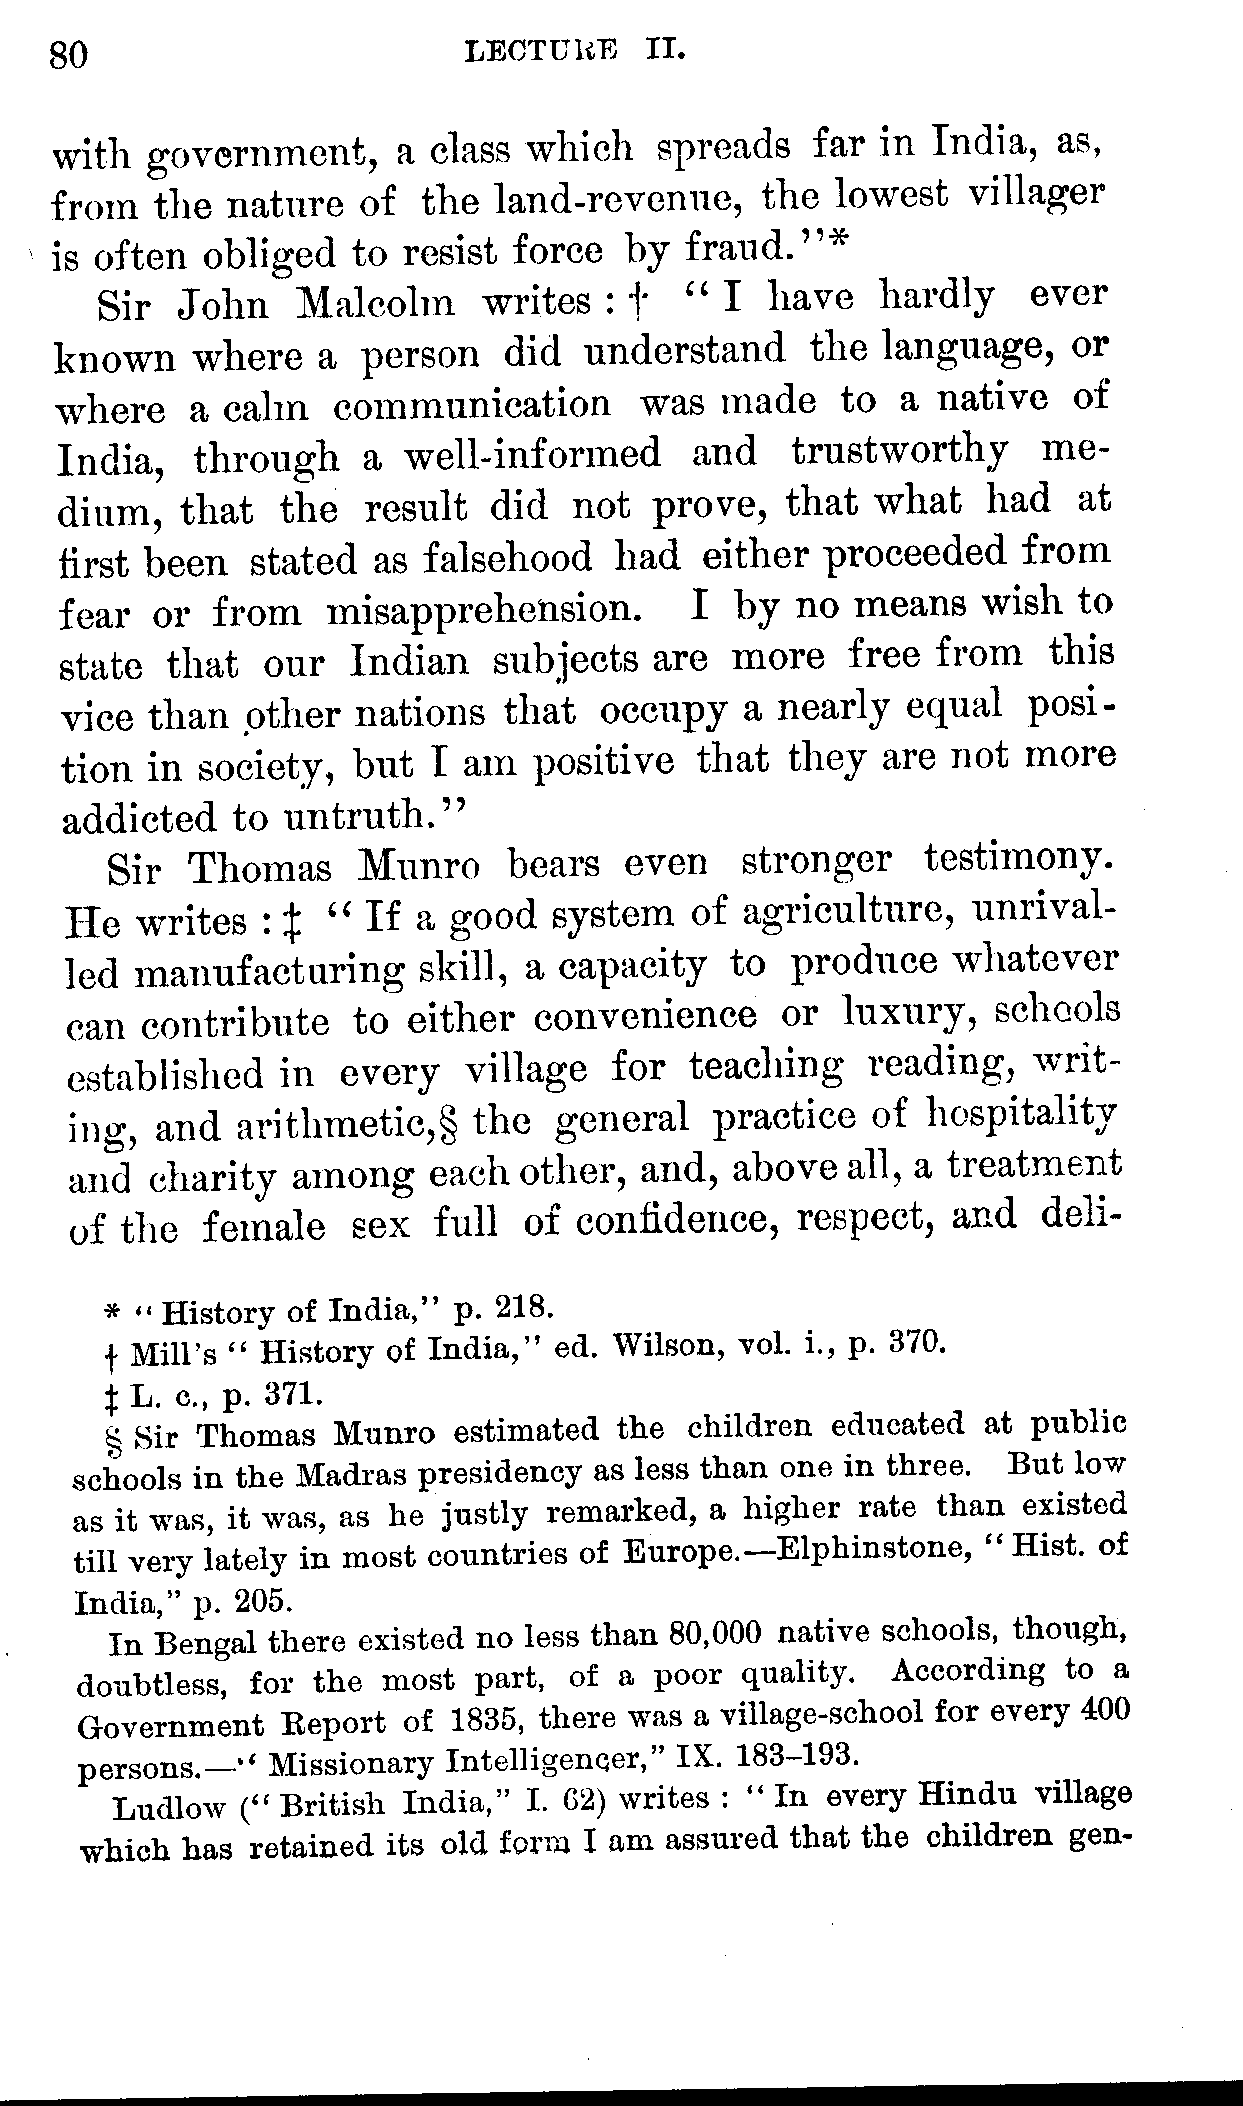 80 LECTURE II.
with government, a class which spreads far in India, as,
from the nature of the land-revenue, the lowest villager
is often obliged to resist force by fraud."*
Sir John Malcolm writes : † " I have hardly ever
known where a person did understand the language, or
where a calm communication was made to a native of
India, through a well-informed and trustworthy me-
dium, that the result did not prove, that what had at
first been stated as falsehood had either proceeded from
fear or from misapprehension. I by no means wish to
state that our Indian subjects are more free from this
vice than other nations that occupy a nearly equal posi-
tion in society, but I am positive that they are not more
addicted to untruth."
Sir Thomas Munro bears even stronger testimony.
He writes : ‡ " If a good system of agriculture, unrival-
led manufacturing skill, a capacity to produce whatever
can contribute to either convenience or luxury, schools
established in every village for teaching reading, writ-
ing, and arithmetic,§ the general practice of hospitality
and charity among each other, and, above all, a treatment
of the female sex full of confidence, respect, and deli-
* " History of India," p. 218.
† Mill's " History of India," ed. Wilson, vol. i., p. 370.
‡ L. c., p. 371.
§ Sir Thomas Munro estimated the children educated at public
schools in the Madras presidency as less than one in three. But low
as it was, it was, as he justly remarked, a higher rate than existed
till very lately in most countries of Europe.—Elphinstone, " Hist. of
India," p. 205.
In Bengal there existed no less than 80,000 native schools, though,
doubtless, for the most part, of a poor quality. According to a
Government Report of 1835, there was a village-school for every 400
persons.—" Missionary Intelligencer," IX. 183–193.
Ludlow (" British India," I. 62) writes : " In every Hindu village
which has retained its old form I am assured that the children gen-